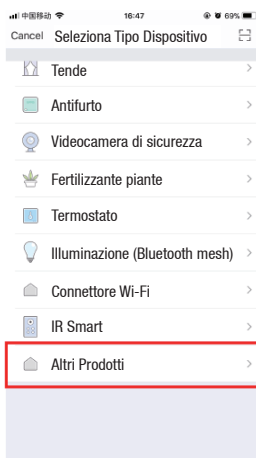 中国移动 16:47 69%
Cancel Seleziona Tipo Dispositivo
Tende
Antifurto
Videocamera di sicurezza
Fertilizzante piante
Termostato
Illuminazione (Bluetooth mesh)
Connettore Wi-Fi
IR Smart
Altri Prodotti